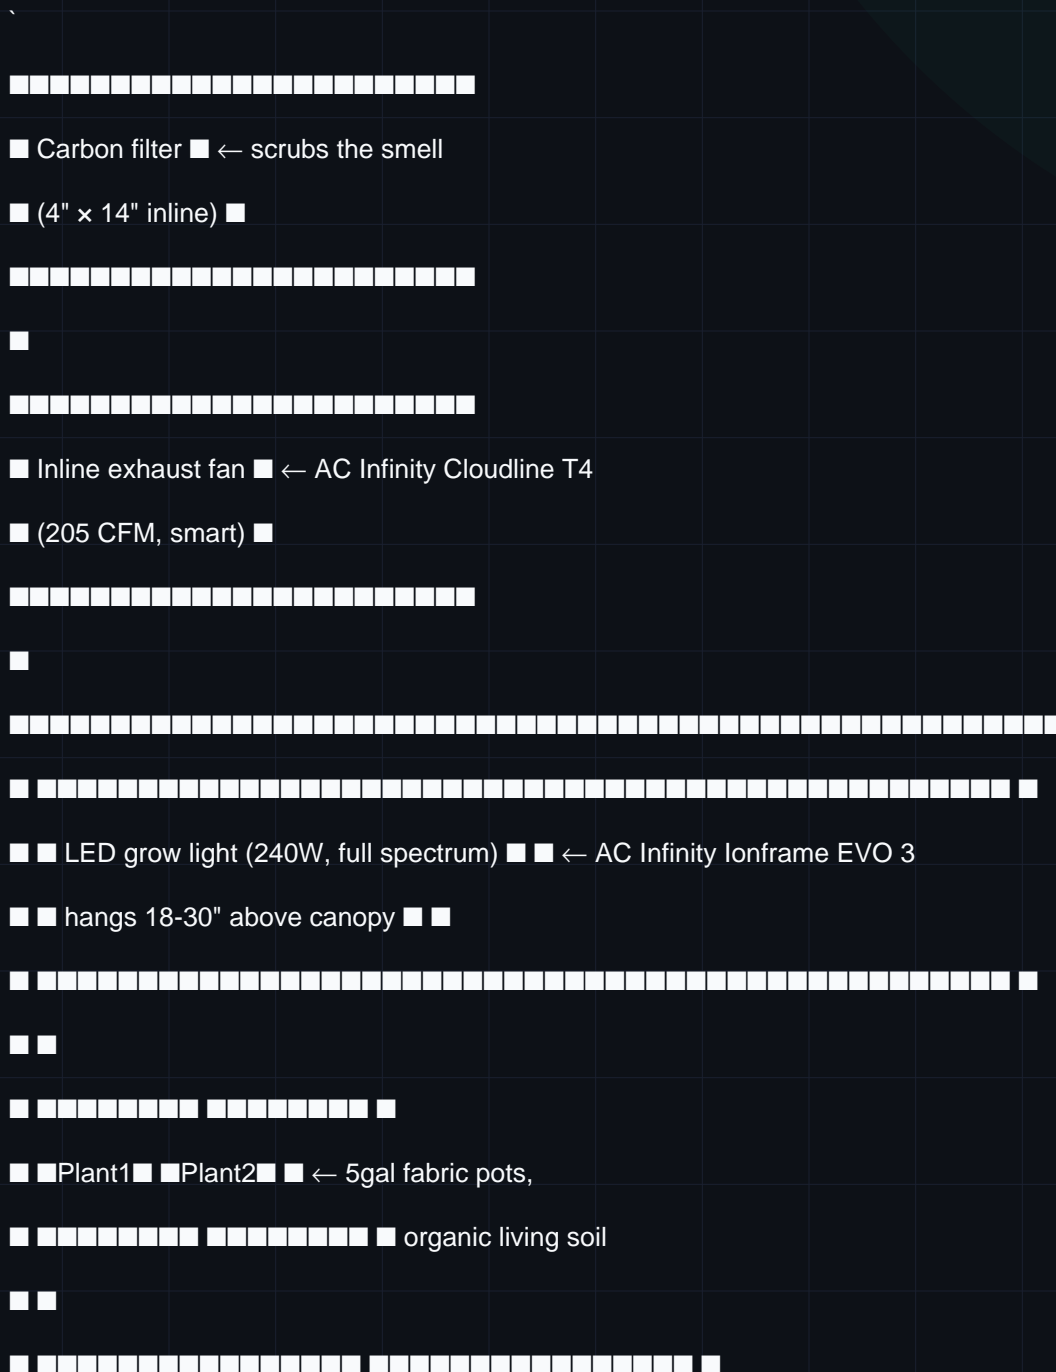 `
■■■■■■■■■■■■■■■■■■■■■■■
■ Carbon filter ■ ← scrubs the smell
■ (4" × 14" inline) ■
■■■■■■■■■■■■■■■■■■■■■■■
■
■■■■■■■■■■■■■■■■■■■■■■■
■ Inline exhaust fan ■ ← AC Infinity Cloudline T4
■ (205 CFM, smart) ■
■■■■■■■■■■■■■■■■■■■■■■■
■
■■■■■■■■■■■■■■■■■■■■■■■■■■■■■■■■■■■■■■■■■■■■■■■■■■■■
■ ■■■■■■■■■■■■■■■■■■■■■■■■■■■■■■■■■■■■■■■■■■■■■■■■ ■
■ ■ LED grow light (240W, full spectrum) ■ ■ ← AC Infinity Ionframe EVO 3
■ ■ hangs 18-30" above canopy ■ ■
■ ■■■■■■■■■■■■■■■■■■■■■■■■■■■■■■■■■■■■■■■■■■■■■■■■ ■
■ ■
■ ■■■■■■■■ ■■■■■■■■ ■
■ ■Plant1■ ■Plant2■ ■ ← 5gal fabric pots,
■ ■■■■■■■■ ■■■■■■■■ ■ organic living soil
■ ■
■ ■■■■■■■■■■■■■■■■ ■■■■■■■■■■■■■■■■ ■